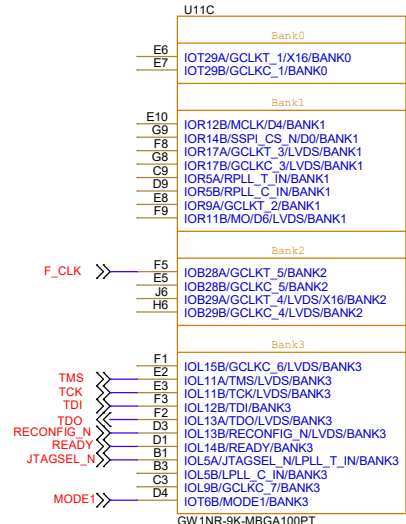 U11C
Bank0
E6 IOT29A/GCLKT_1/X16/BANK0
E7 IOT29B/GCLKC_1/BANK0
Bank1
E10 IOR12B/MCLK/D4/BANK1
G9 IOR14B/SSPI_CS_N/D0/BANK1
F8 IOR17A/GCLKT_3/LVDS/BANK1
G8 IOR17B/GCLKC_3/LVDS/BANK1
C9 IOR5A/RPLL_T_IN/BANK1
D9 IOR5B/RPLL_C_IN/BANK1
E8 IOR9A/GCLKT_2/BANK1
F9 IOR11B/MO/D6/LVDS/BANK1
Bank2
F_CLK F5 IOB28A/GCLKT_5/BANK2
E5 IOB28B/GCLKC_5/BANK2
J6 IOB29A/GCLKT_4/LVDS/X16/BANK2
H6 IOB29B/GCLKC_4/LVDS/BANK2
Bank3
F1 IOL15B/GCLKC_6/LVDS/BANK3
TMS E2 IOL11A/TMS/LVDS/BANK3
TCK E3 IOL11B/TCK/LVDS/BANK3
TDI F3 IOL12B/TDI/BANK3
TDO F2 IOL13A/TDO/LVDS/BANK3
RECONFIG_N D3 IOL13B/RECONFIG_N/LVDS/BANK3
READY D1 IOL14B/READY/BANK3
JTAGSEL_N B1 IOL5A/JTAGSEL_N/LPLL_T_IN/BANK3
B3 IOL5B/LPLL_C_IN/BANK3
C3 IOL9B/GCLKC_7/BANK3
MODE1 D4 IOT6B/MODE1/BANK3
GW1NR-9K-MBGA100PT